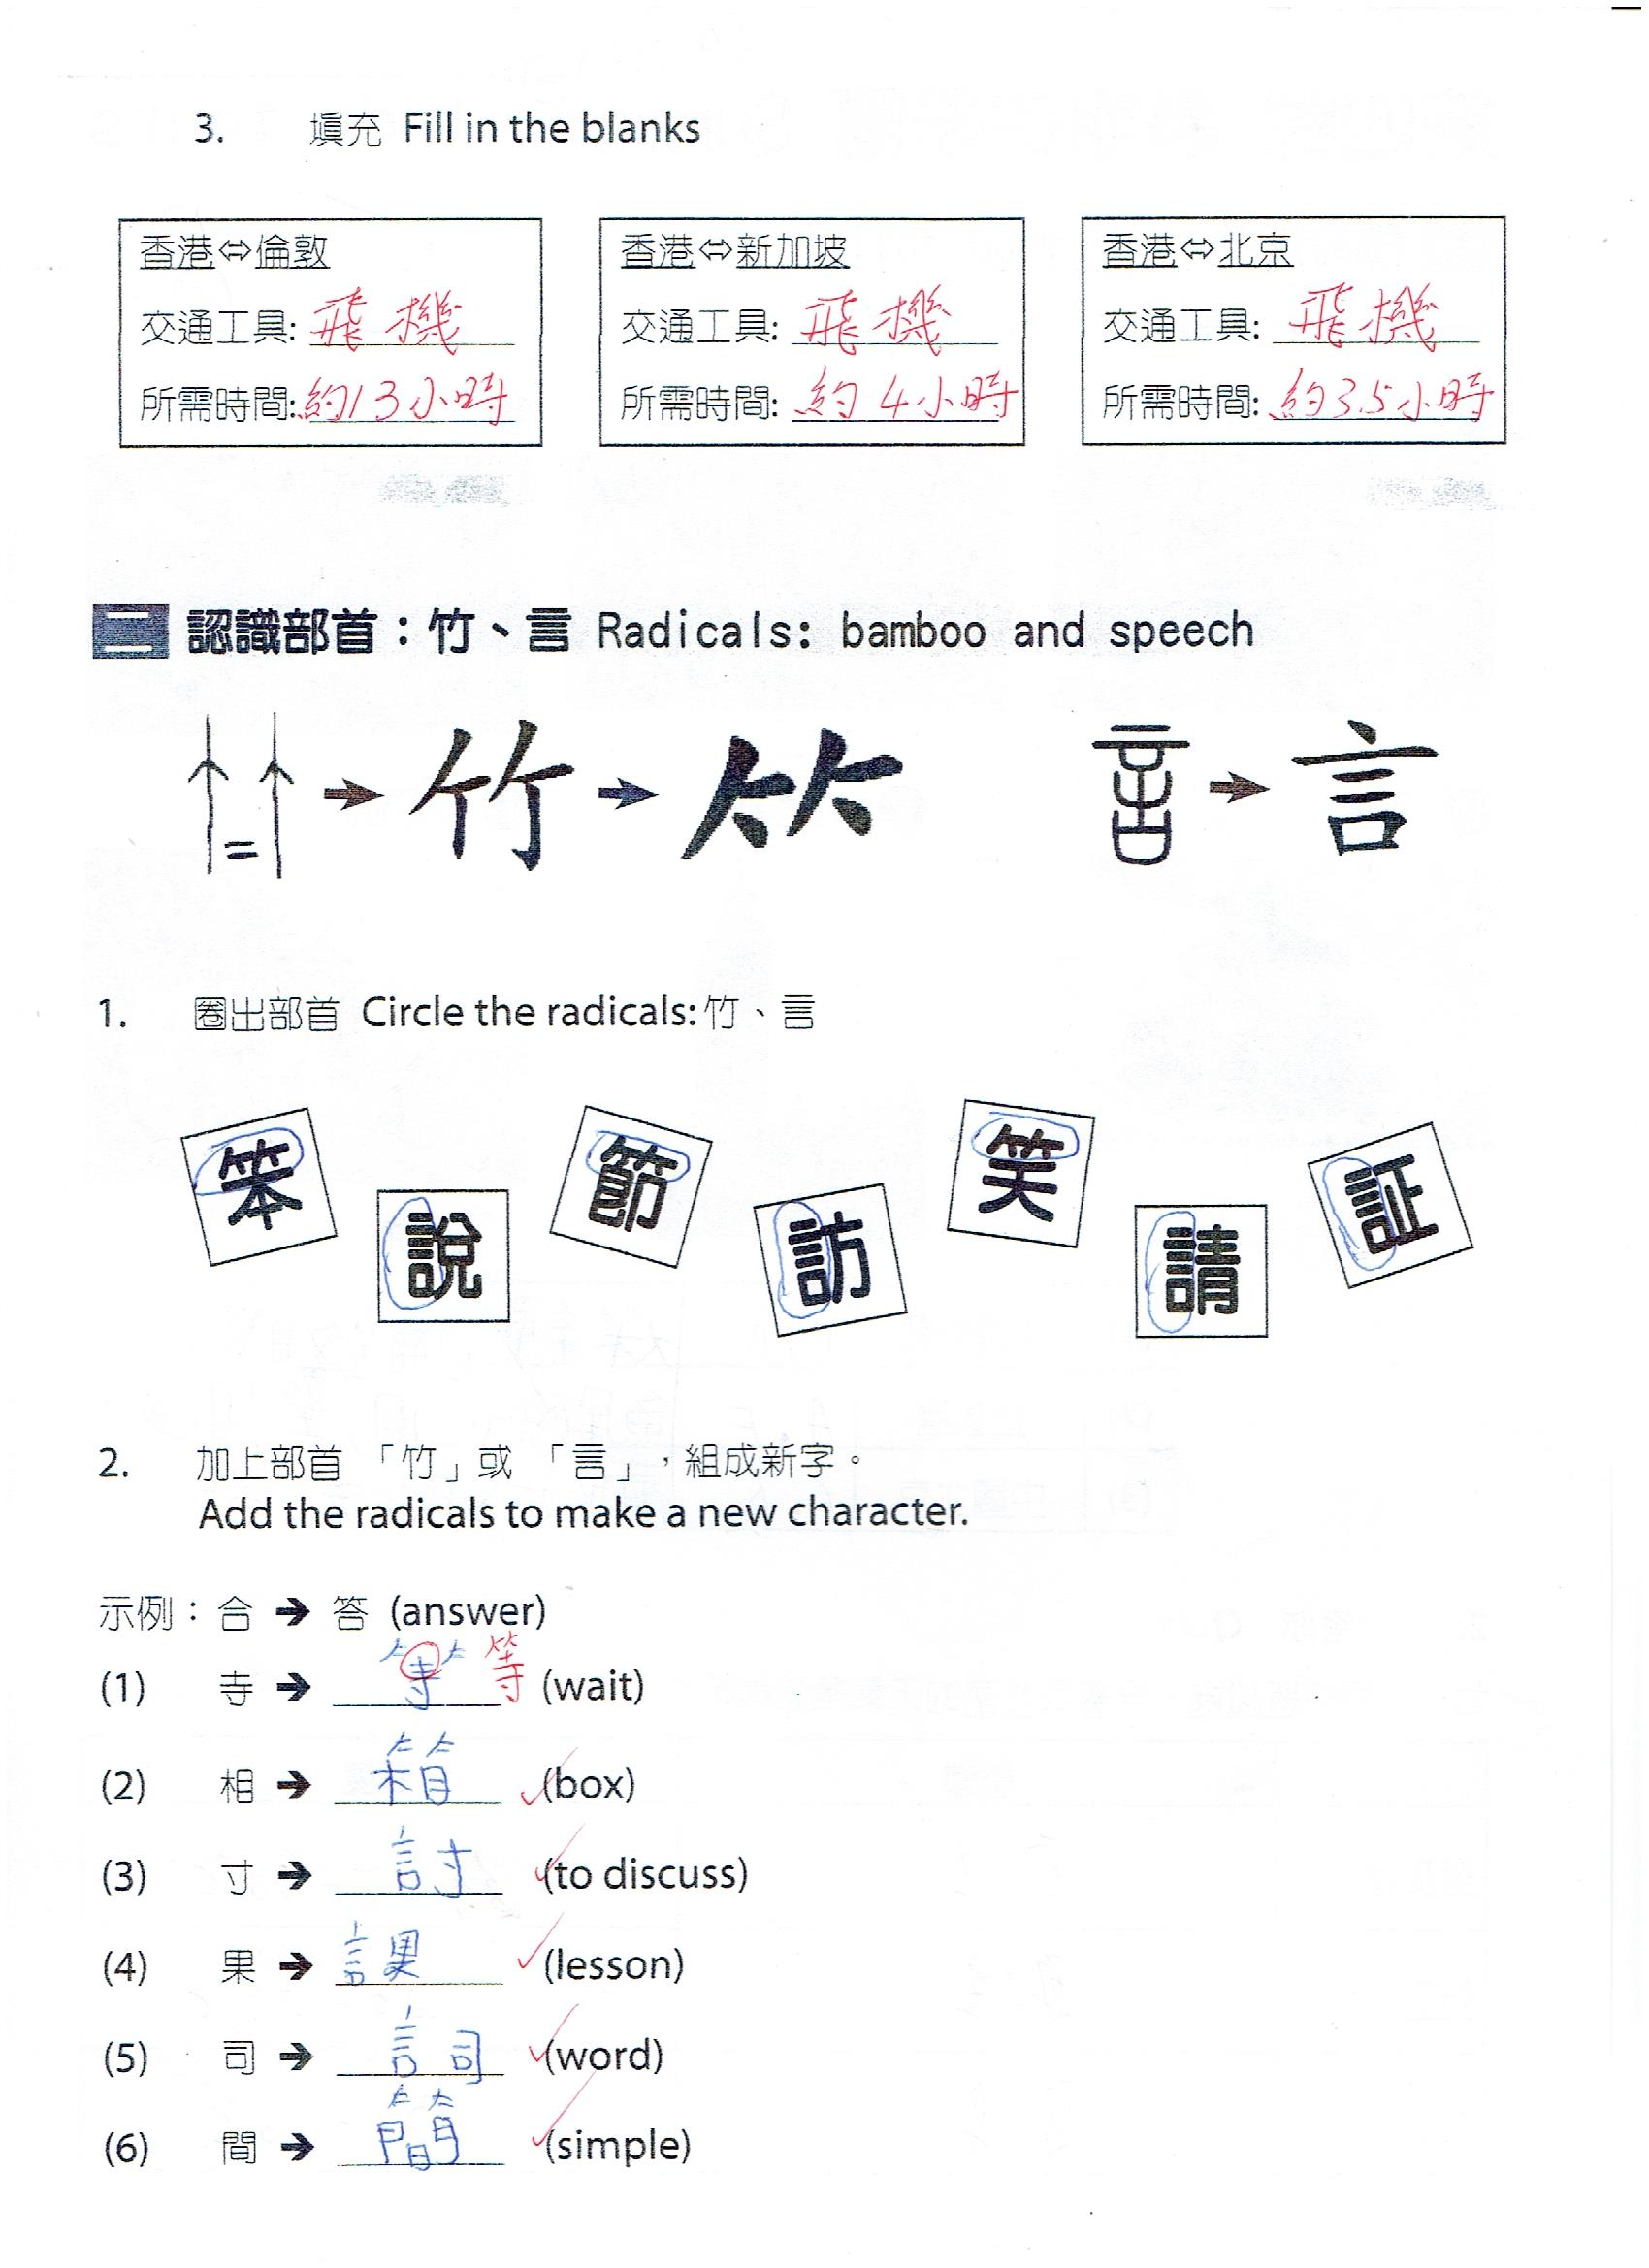 3. 填充 Fill in the blanks
香港⇔倫敦
交通工具: 飛機
所需時間: 約13小時
香港⇔新加坡
交通工具: 飛機
所需時間: 約4小時
香港⇔北京
交通工具: 飛機
所需時間: 約3.5小時
二 認識部首：竹、言 Radicals: bamboo and speech
竹 言
1. 圈出部首 Circle the radicals: 竹、言
笨 說 節 訪 笑 請 証
2. 加上部首「竹」或「言」，組成新字。
Add the radicals to make a new character.
示例：合 → 答 (answer)
(1) 寺 → 等 等 (wait)
(2) 相 → 箱 (box)
(3) 寸 → 討 (to discuss)
(4) 果 → 課 (lesson)
(5) 司 → 詞 (word)
(6) 間 → 簡 (simple)